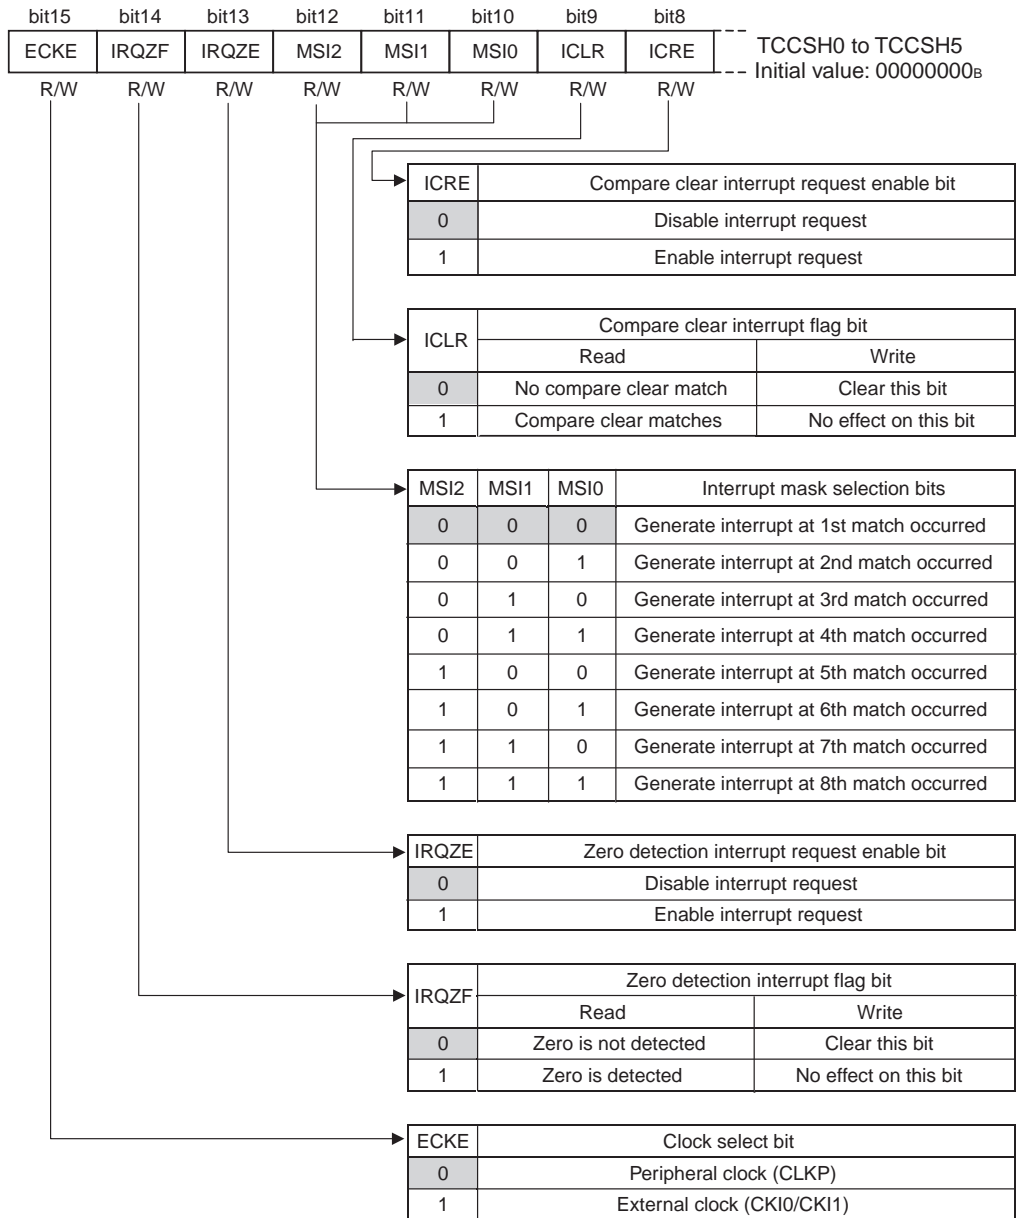 bit15 bit14 bit13 bit12 bit11 bit10 bit9 bit8
ECKE IRQZF IRQZE MSI2 MSI1 MSI0 ICLR ICRE
TCCSH0 to TCCSH5
Initial value: 00000000B
R/W R/W R/W R/W R/W R/W R/W R/W
ICRE Compare clear interrupt request enable bit
0 Disable interrupt request
1 Enable interrupt request
ICLR Compare clear interrupt flag bit
Read Write
0 No compare clear match Clear this bit
1 Compare clear matches No effect on this bit
MSI2 MSI1 MSI0 Interrupt mask selection bits
0 0 0 Generate interrupt at 1st match occurred
0 0 1 Generate interrupt at 2nd match occurred
0 1 0 Generate interrupt at 3rd match occurred
0 1 1 Generate interrupt at 4th match occurred
1 0 0 Generate interrupt at 5th match occurred
1 0 1 Generate interrupt at 6th match occurred
1 1 0 Generate interrupt at 7th match occurred
1 1 1 Generate interrupt at 8th match occurred
IRQZE Zero detection interrupt request enable bit
0 Disable interrupt request
1 Enable interrupt request
IRQZF Zero detection interrupt flag bit
Read Write
0 Zero is not detected Clear this bit
1 Zero is detected No effect on this bit
ECKE Clock select bit
0 Peripheral clock (CLKP)
1 External clock (CKI0/CKI1)